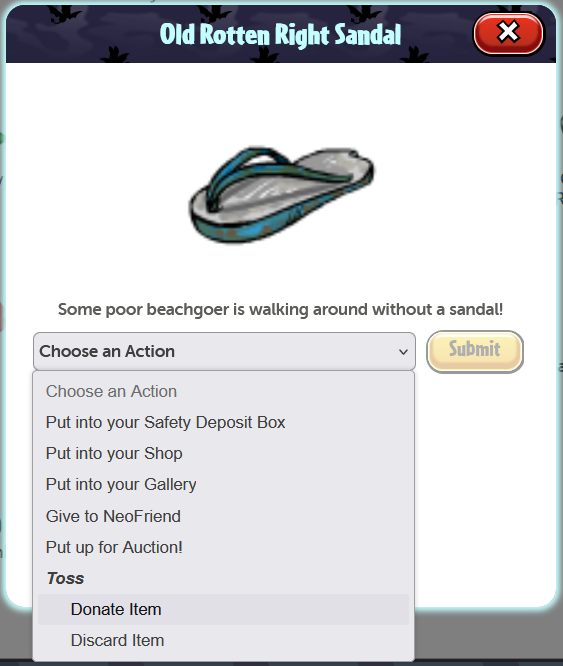 Old Rotten Right Sandal
Some poor beachgoer is walking around without a sandal!
Choose an Action
Submit
Choose an Action
Put into your Safety Deposit Box
Put into your Shop
Put into your Gallery
Give to NeoFriend
Put up for Auction!
Toss
Donate Item
Discard Item